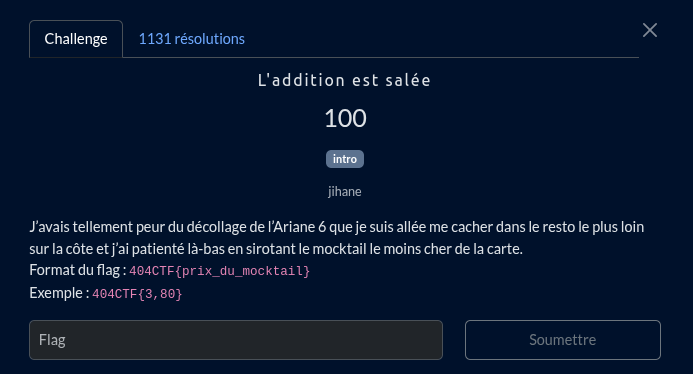 Challenge
1131 résolutions
L'addition est salée
100
intro
jihane
J'avais tellement peur du décollage de l'Ariane 6 que je suis allée me cacher dans le resto le plus loin
sur la côte et j'ai patienté là-bas en sirotant le mocktail le moins cher de la carte.
Format du flag : 404CTF{prix_du_mocktail}
Exemple : 404CTF{3,80}
Flag
Soumettre